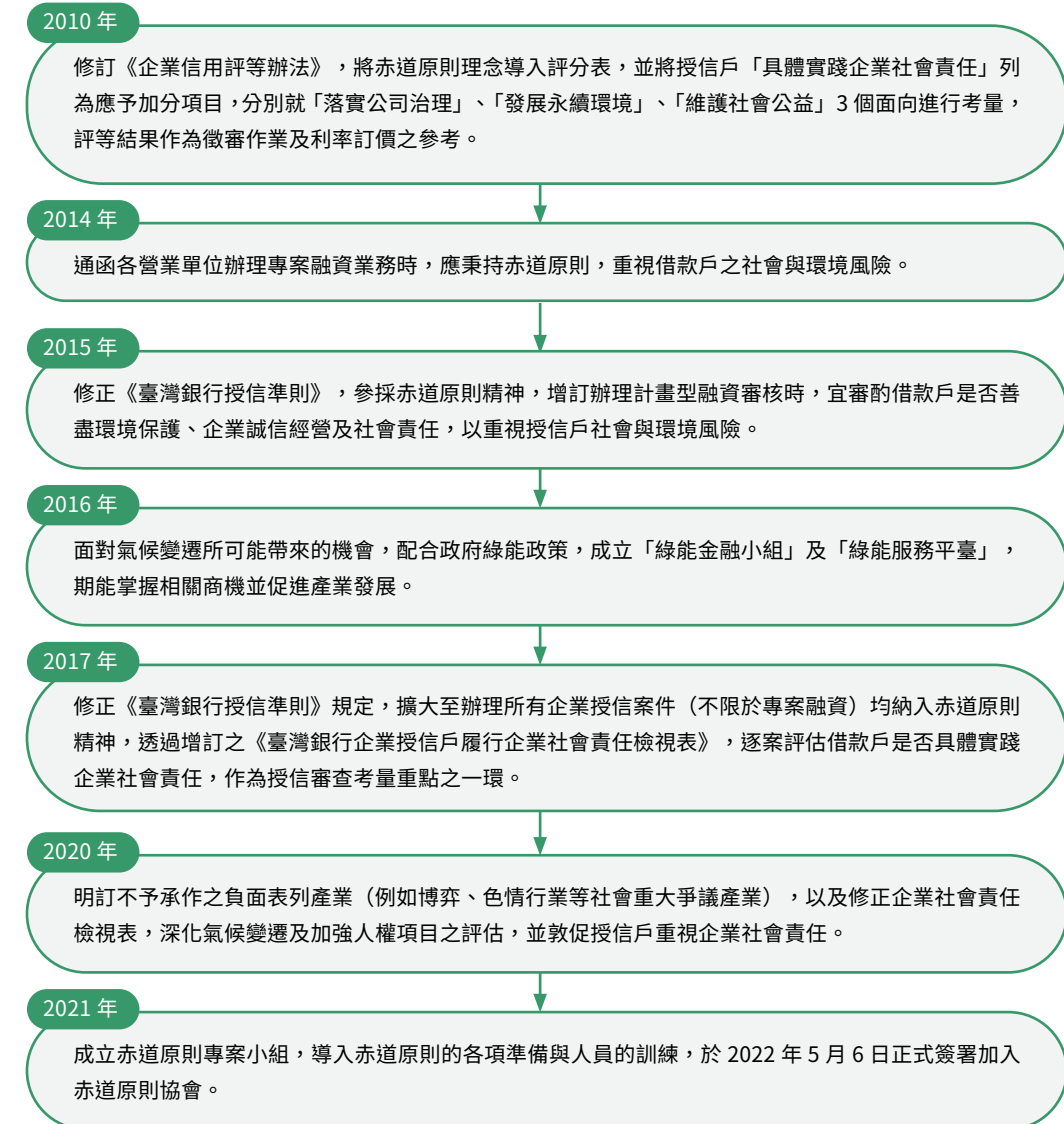 2010 年
修訂《企業信用評等辦法》，將赤道原則理念導入評分表，並將授信戶「具體實踐企業社會責任」列
為應予加分項目，分別就「落實公司治理」、「發展永續環境」、「維護社會公益」3 個面向進行考量，
評等結果作為徵審作業及利率訂價之參考。
2014 年
通函各營業單位辦理專案融資業務時，應秉持赤道原則，重視借款戶之社會與環境風險。
2015 年
修正《臺灣銀行授信準則》，參採赤道原則精神，增訂辦理計畫型融資審核時，宜審酌借款戶是否善
盡環境保護、企業誠信經營及社會責任，以重視授信戶社會與環境風險。
2016 年
面對氣候變遷所可能帶來的機會，配合政府綠能政策，成立「綠能金融小組」及「綠能服務平臺」，
期能掌握相關商機並促進產業發展。
2017 年
修正《臺灣銀行授信準則》規定，擴大至辦理所有企業授信案件（不限於專案融資）均納入赤道原則
精神，透過增訂之《臺灣銀行企業授信戶履行企業社會責任檢視表》，逐案評估借款戶是否具體實踐
企業社會責任，作為授信審查考量重點之一環。
2020 年
明訂不予承作之負面表列產業（例如博弈、色情行業等社會重大爭議產業），以及修正企業社會責任
檢視表，深化氣候變遷及加強人權項目之評估，並敦促授信戶重視企業社會責任。
2021 年
成立赤道原則專案小組，導入赤道原則的各項準備與人員的訓練，於 2022 年 5 月 6 日正式簽署加入
赤道原則協會。